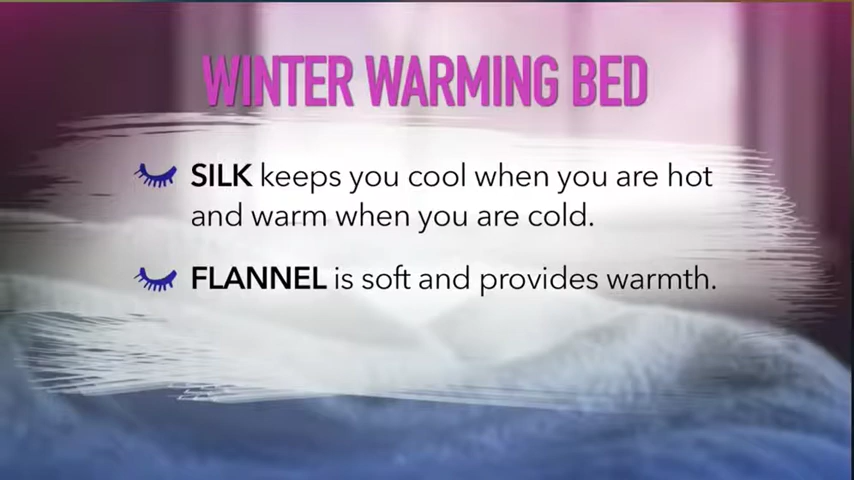 WINTER WARMING BED
SILK keeps you cool when you are hot
and warm when you are cold.
FLANNEL is soft and provides warmth.